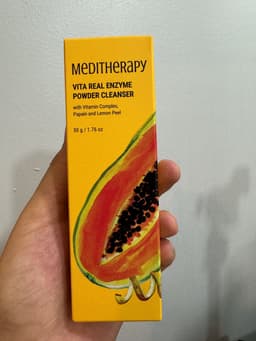 MEDITHERAPY
VITA REAL ENZYME
POWDER CLEANSER
with Vitamin Complex,
Papain and Lemon Peel
50 g / 1.76 oz